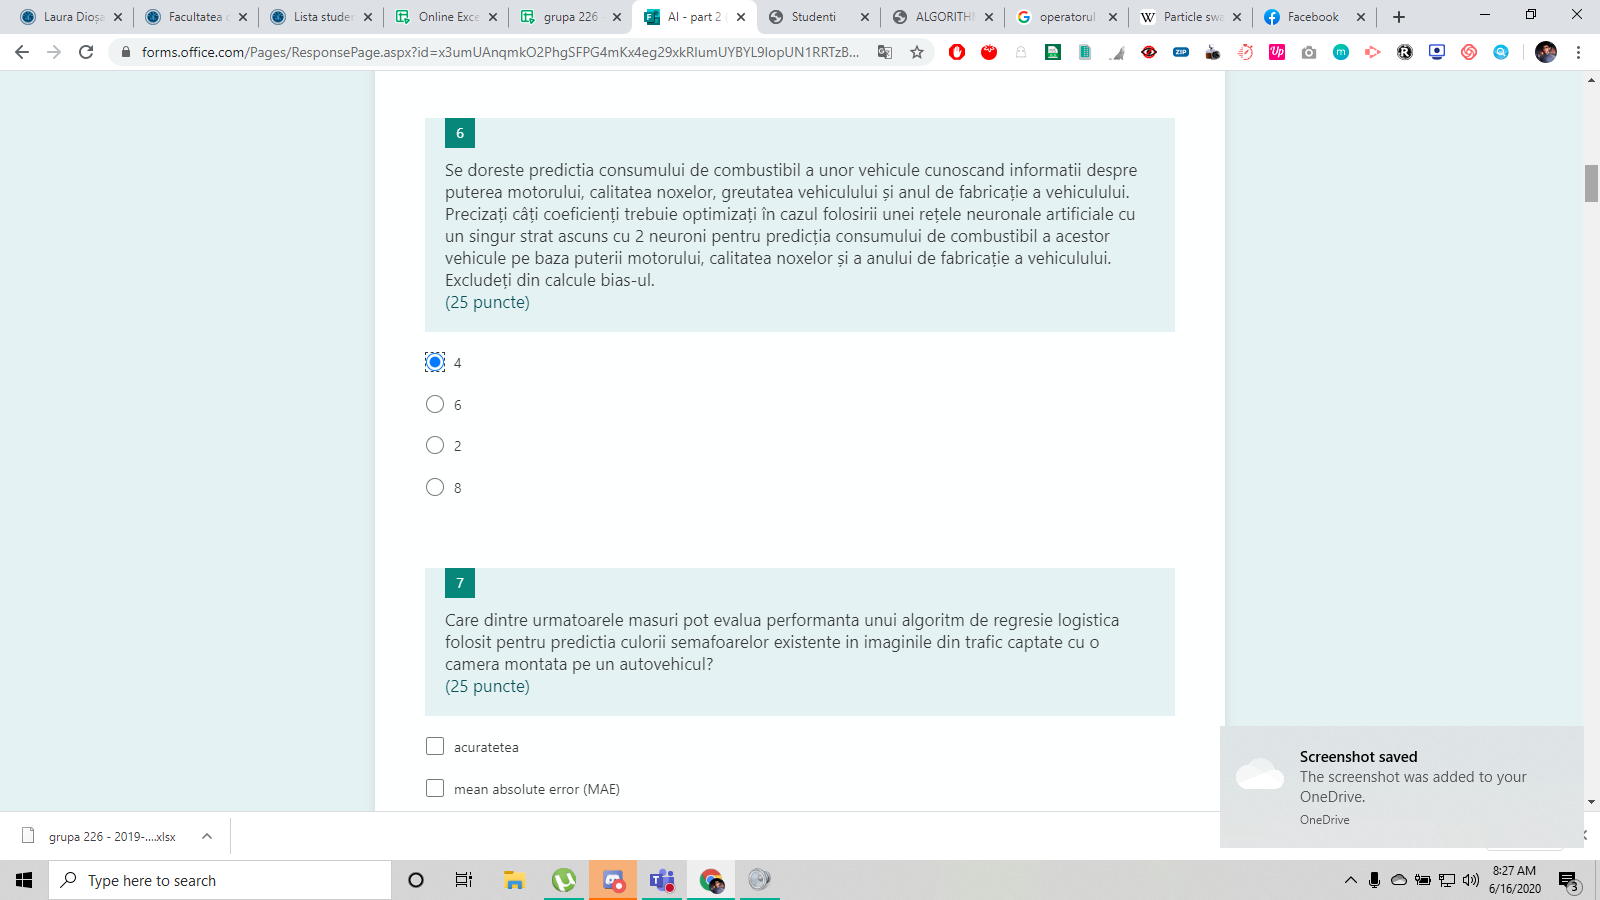 Laura Dioșa
Facultatea d
Lista studen
Online Exce
grupa 226 -
AI - part 2 (
Studenti
ALGORITH
operatorul
Particle swa
Facebook
forms.office.com/Pages/ResponsePage.aspx?id=x3umUAnqmkO2PhgSFPG4mKx4eg29xkRIumUYBYL9IopUN1RRTzB...
6
Se doreste predictia consumului de combustibil a unor vehicule cunoscand informatii despre
puterea motorului, calitatea noxelor, greutatea vehiculului și anul de fabricație a vehiculului.
Precizați câți coeficienți trebuie optimizați în cazul folosirii unei rețele neuronale artificiale cu
un singur strat ascuns cu 2 neuroni pentru predicția consumului de combustibil a acestor
vehicule pe baza puterii motorului, calitatea noxelor și a anului de fabricație a vehiculului.
Excludeți din calcule bias-ul.
(25 puncte)
4
6
2
8
7
Care dintre urmatoarele masuri pot evalua performanta unui algoritm de regresie logistica
folosit pentru predictia culorii semafoarelor existente in imaginile din trafic captate cu o
camera montata pe un autovehicul?
(25 puncte)
acuratetea
mean absolute error (MAE)
Screenshot saved
The screenshot was added to your
OneDrive.
OneDrive
grupa 226 - 2019-....xlsx
Type here to search
8:27 AM
6/16/2020
3